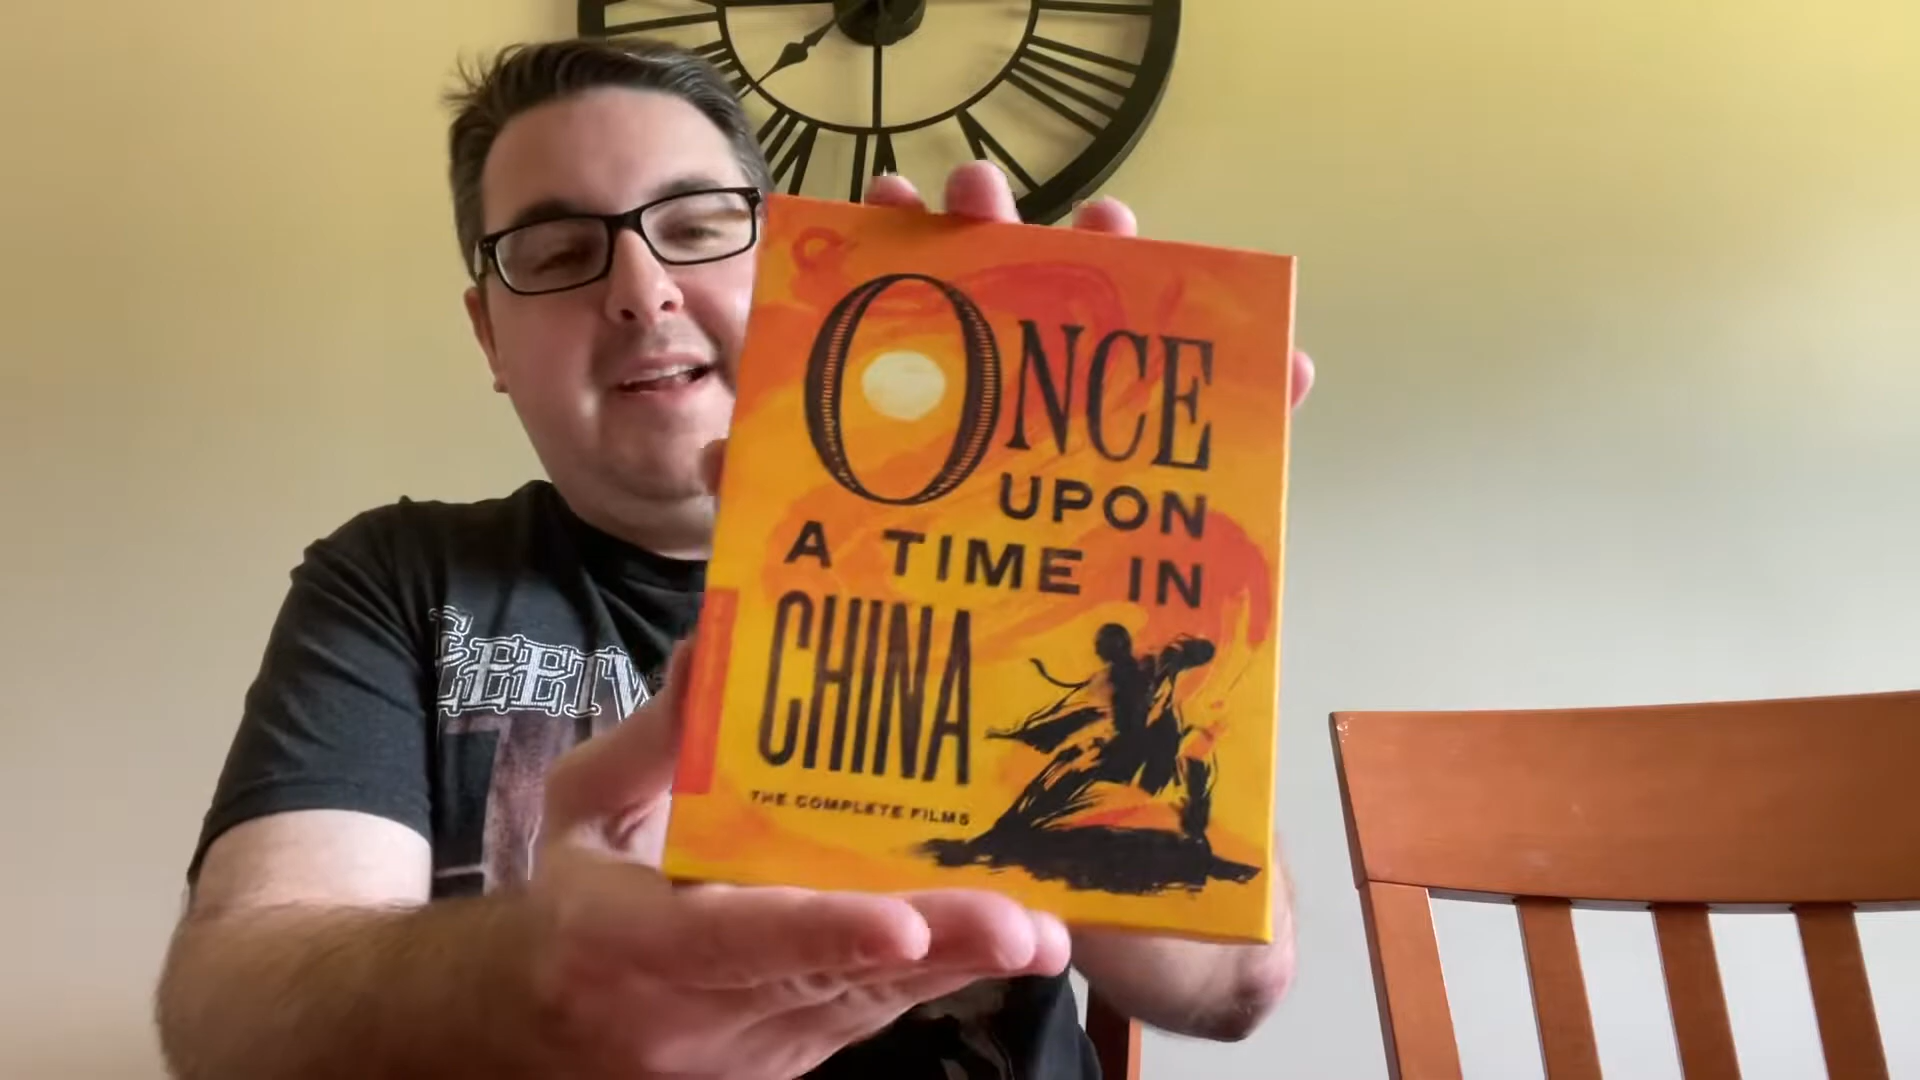 ONCE
UPON
A TIME IN
CHINA
THE COMPLETE FILMS